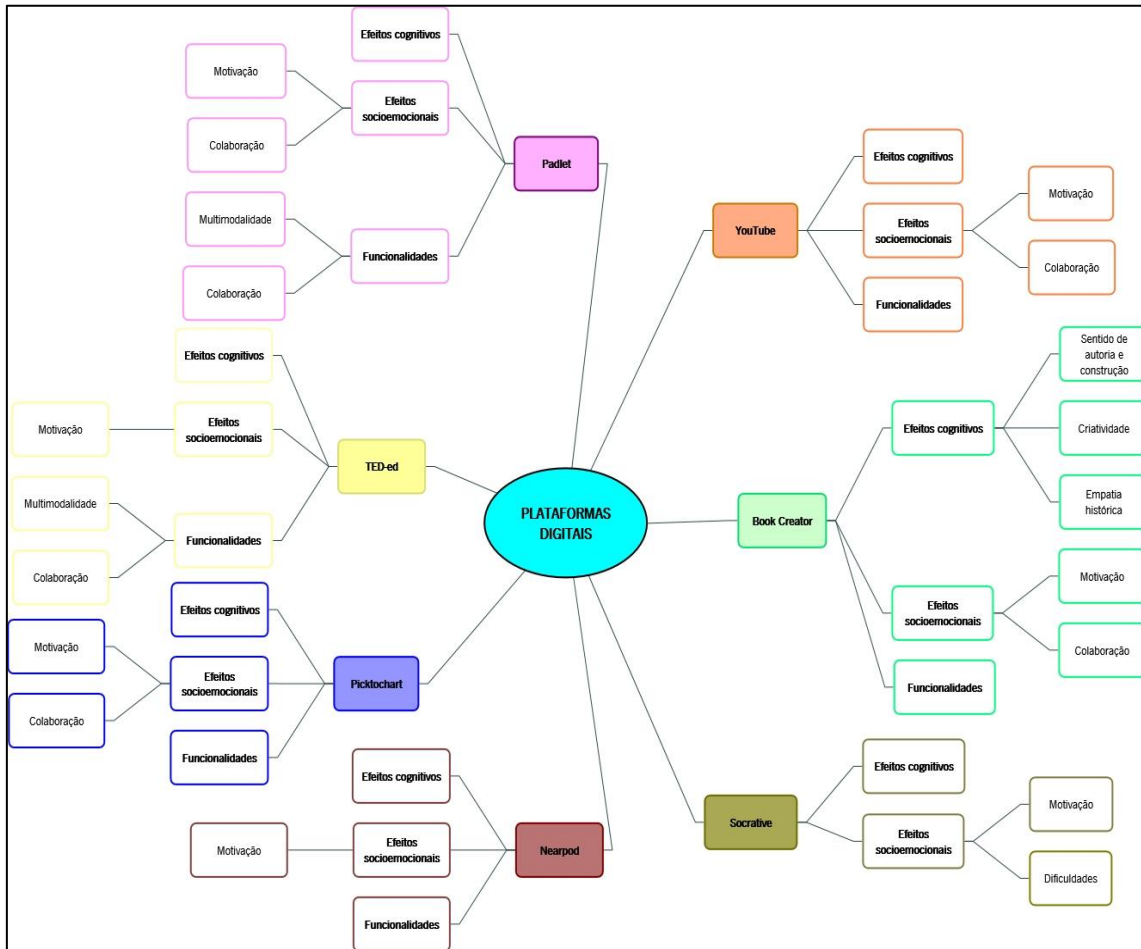 PLATAFORMAS
DIGITAIS
Padlet
Efeitos cognitivos
Efeitos
socioemocionais
Motivação
Colaboração
Funcionalidades
Multimodalidade
Colaboração
TED-ed
Efeitos cognitivos
Efeitos
socioemocionais
Motivação
Funcionalidades
Multimodalidade
Colaboração
Picktochart
Efeitos cognitivos
Efeitos
socioemocionais
Motivação
Colaboração
Funcionalidades
Nearpod
Efeitos cognitivos
Efeitos
socioemocionais
Motivação
Funcionalidades
YouTube
Efeitos cognitivos
Efeitos
socioemocionais
Motivação
Colaboração
Funcionalidades
Book Creator
Efeitos cognitivos
Sentido de
autoria e
construção
Criatividade
Empatia
histórica
Efeitos
socioemocionais
Motivação
Colaboração
Funcionalidades
Socrative
Efeitos cognitivos
Efeitos
socioemocionais
Motivação
Dificuldades